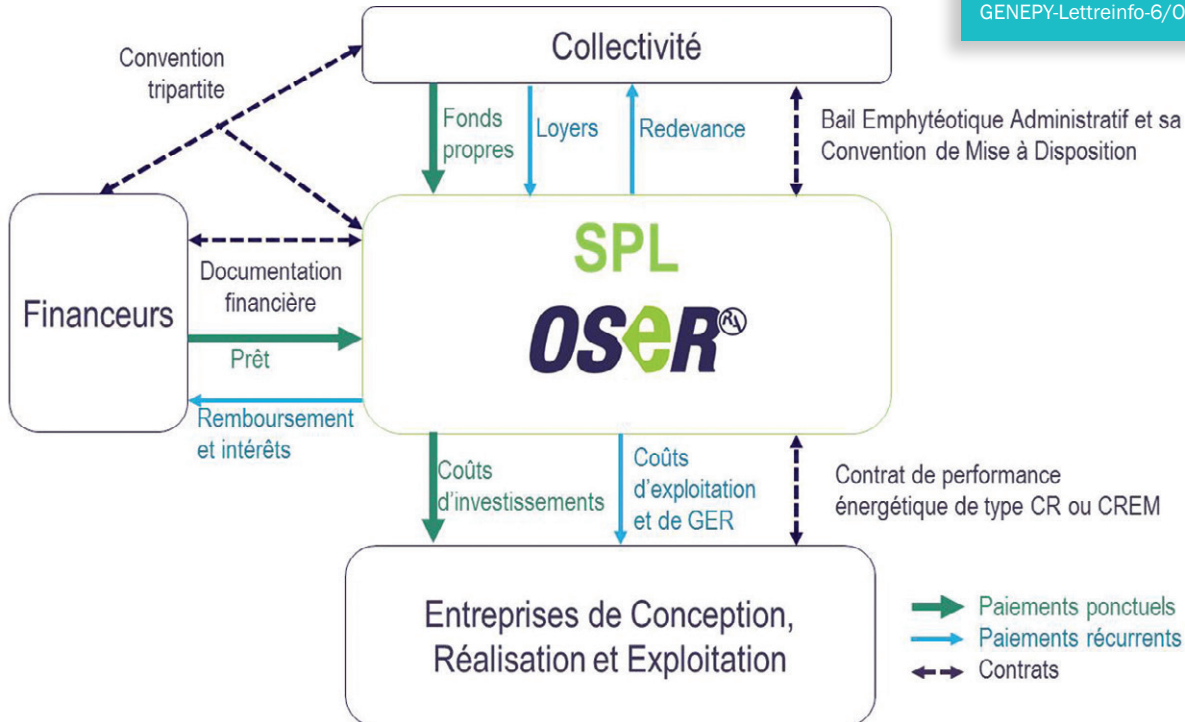 GENEPY-Lettreinfo-6/0
Collectivité
Convention
tripartite
Fonds
propres
Loyers
Redevance
Bail Emphytéotique Administratif et sa
Convention de Mise à Disposition
SPL
OSER RA
Financeurs
Documentation
financière
Prêt
Remboursement
et intérêts
Coûts
d'investissements
Coûts
d'exploitation
et de GER
Contrat de performance
énergétique de type CR ou CREM
Entreprises de Conception,
Réalisation et Exploitation
Paiements ponctuels
Paiements récurrents
Contrats